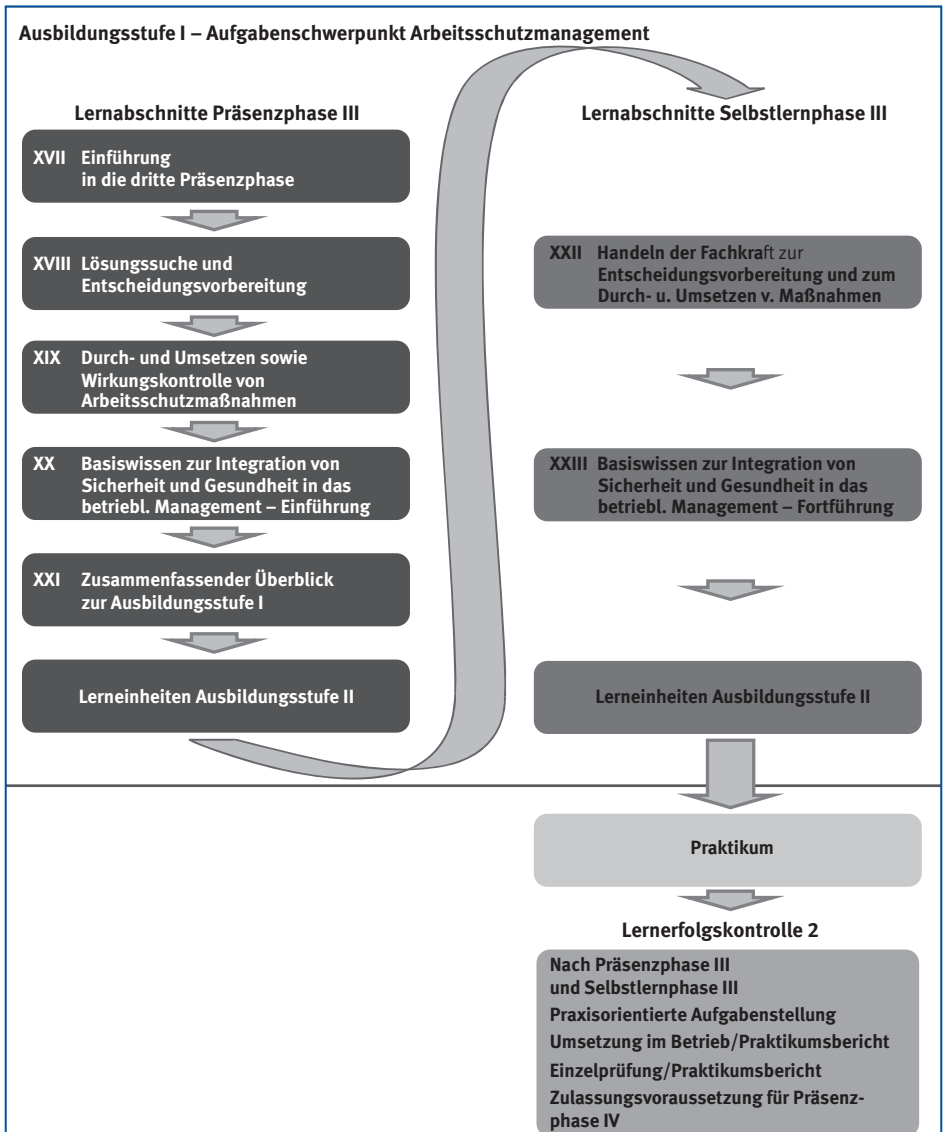 Ausbildungsstufe I – Aufgabenschwerpunkt Arbeitsschutzmanagement
Lernabschnitte Präsenzphase III
XVII Einführung
in die dritte Präsenzphase
XVIII Lösungssuche und
Entscheidungsvorbereitung
XIX Durch- und Umsetzen sowie
Wirkungskontrolle von
Arbeitsschutzmaßnahmen
XX Basiswissen zur Integration von
Sicherheit und Gesundheit in das
betriebl. Management – Einführung
XXI Zusammenfassender Überblick
zur Ausbildungsstufe I
Lerneinheiten Ausbildungsstufe II
Lernabschnitte Selbstlernphase III
XXII Handeln der Fachkraft zur
Entscheidungsvorbereitung und zum
Durch- u. Umsetzen v. Maßnahmen
XXIII Basiswissen zur Integration von
Sicherheit und Gesundheit in das
betriebl. Management – Fortführung
Lerneinheiten Ausbildungsstufe II
Praktikum
Lernerfolgskontrolle 2
Nach Präsenzphase III
und Selbstlernphase III
Praxisorientierte Aufgabenstellung
Umsetzung im Betrieb/Praktikumsbericht
Einzelprüfung/Praktikumsbericht
Zulassungsvoraussetzung für Präsenz-
phase IV